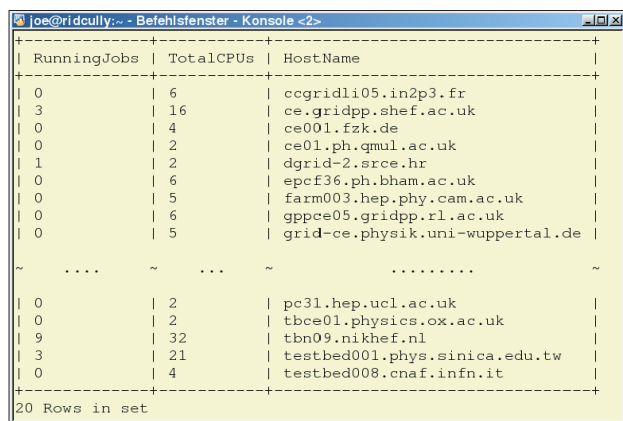 joe@ridcully:~ - Befehlsfenster - Konsole <2>
+--------------+-----------+---------------------------------+
| RunningJobs | TotalCPUs | HostName |
+--------------+-----------+---------------------------------+
| 0 | 6 | ccgridli05.in2p3.fr |
| 3 | 16 | ce.gridpp.shef.ac.uk |
| 0 | 4 | ce001.fzk.de |
| 0 | 2 | ce01.ph.qmul.ac.uk |
| 1 | 2 | dgrid-2.srce.hr |
| 0 | 6 | epcf36.ph.bham.ac.uk |
| 0 | 5 | farm003.hep.phy.cam.ac.uk |
| 0 | 6 | gppce05.gridpp.rl.ac.uk |
| 0 | 5 | grid-ce.physik.uni-wuppertal.de |
~ .... ~ ... ~ ......... ~
| 0 | 2 | pc31.hep.ucl.ac.uk |
| 0 | 2 | tbce01.physics.ox.ac.uk |
| 9 | 32 | tbn09.nikhef.nl |
| 3 | 21 | testbed001.phys.sinica.edu.tw |
| 0 | 4 | testbed008.cnaf.infn.it |
+--------------+-----------+---------------------------------+
20 Rows in set